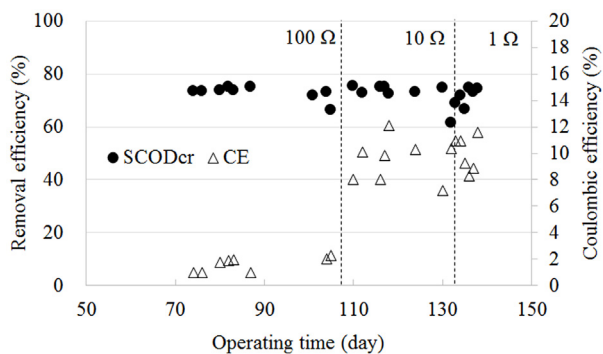 100 Ω 10 Ω 1 Ω
Removal efficiency (%)
100
80
60
40
20
0
SCODcr CE
20
18
16
14
12
10
8
6
4
2
0
Coulombic efficiency (%)
50 70 90 110 130 150
Operating time (day)